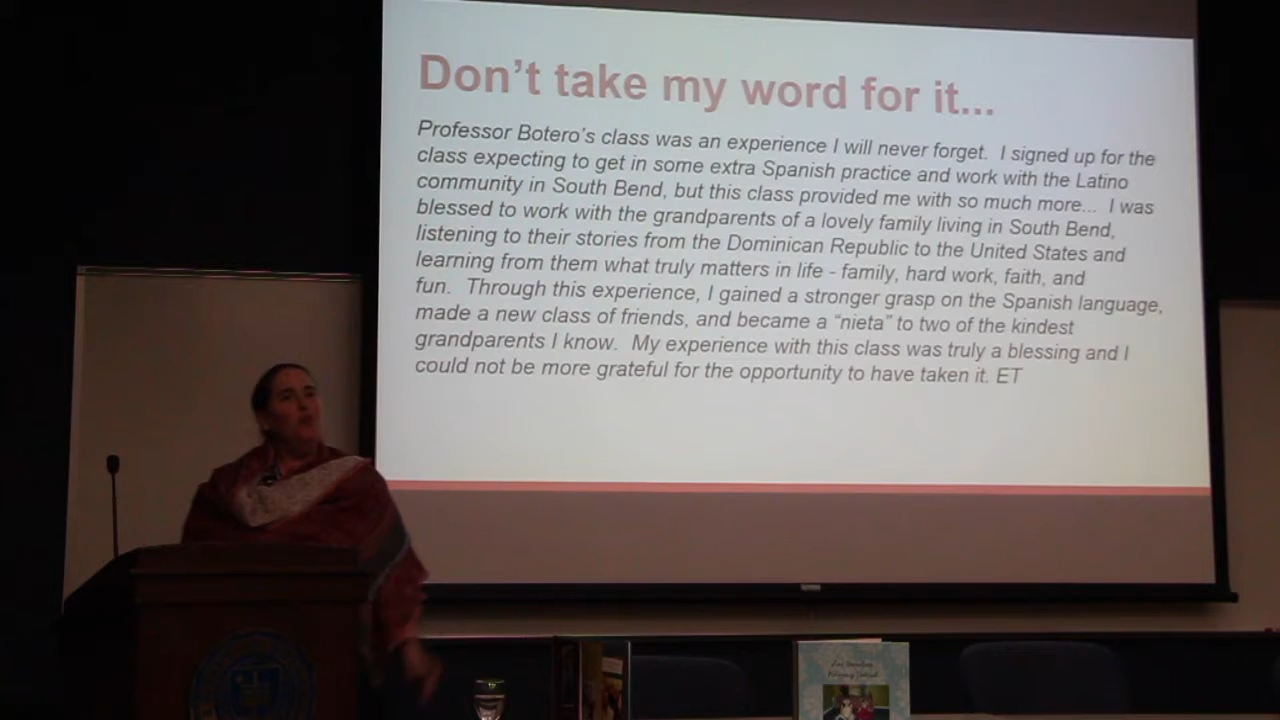 Don't take my word for it...
Professor Botero's class was an experience I will never forget.  I signed up for the
class expecting to get in some extra Spanish practice and work with the Latino
community in South Bend, but this class provided me with so much more...  I was
blessed to work with the grandparents of a lovely family living in South Bend,
listening to their stories from the Dominican Republic to the United States and
learning from them what truly matters in life - family, hard work, faith, and
fun.  Through this experience, I gained a stronger grasp on the Spanish language,
made a new class of friends, and became a “nieta” to two of the kindest
grandparents I know.  My experience with this class was truly a blessing and I
could not be more grateful for the opportunity to have taken it. ET